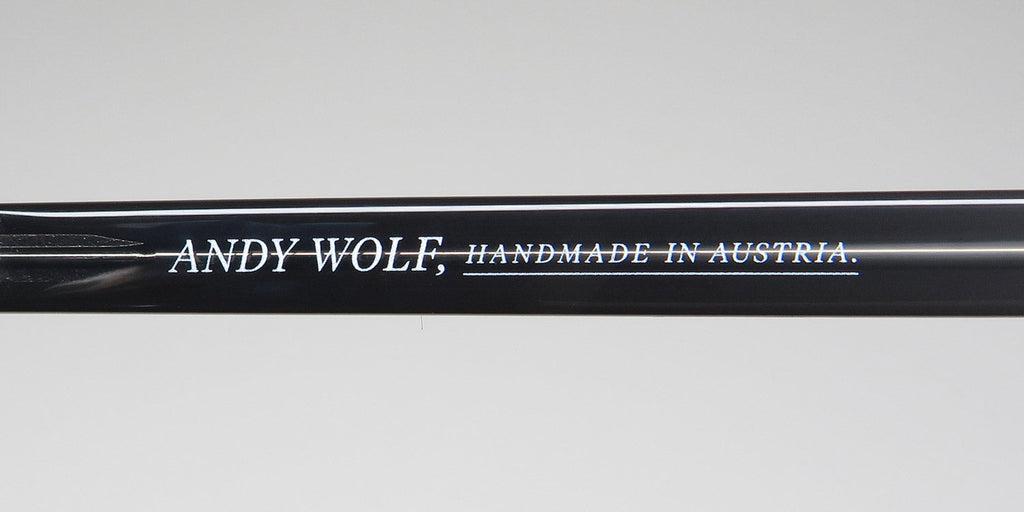 ANDY WOLF, HANDMADE IN AUSTRIA.